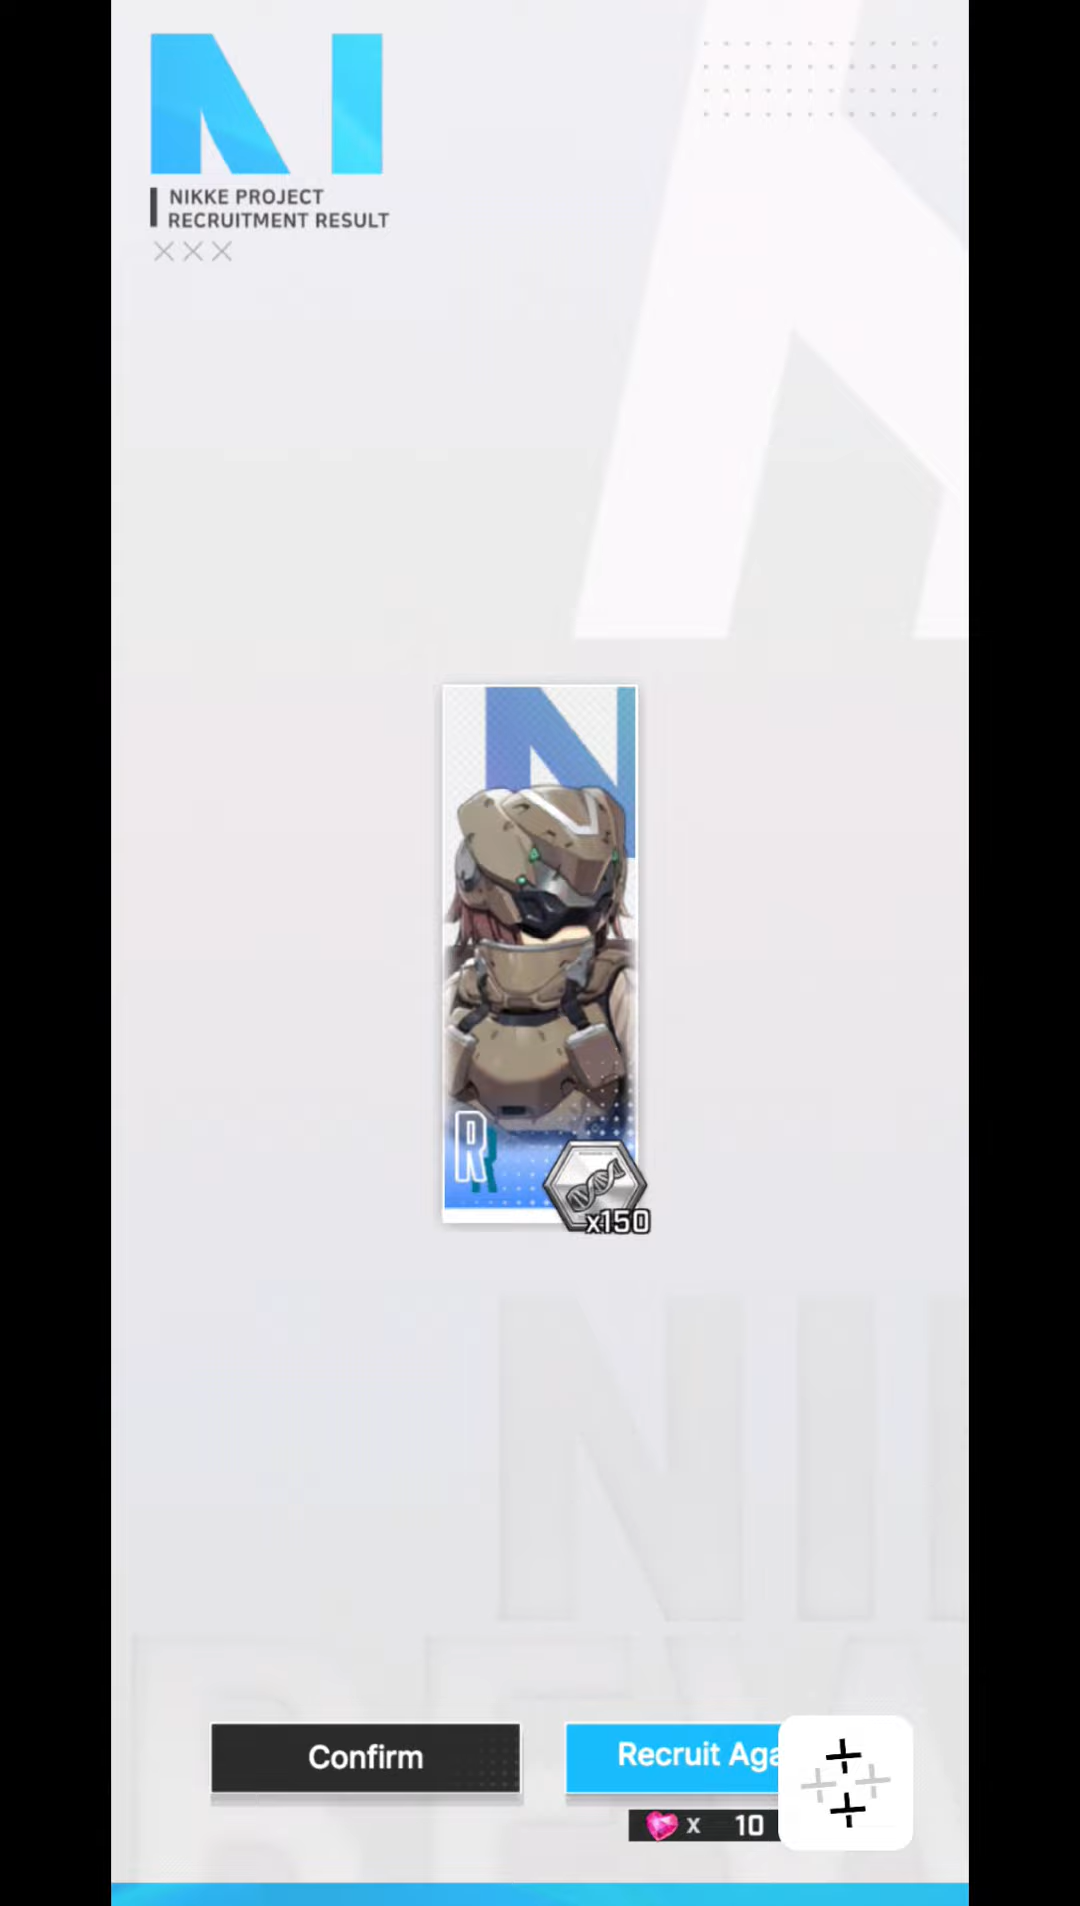 NIKKE PROJECT
RECRUITMENT RESULT
R
x150
Confirm
Recruit Aga
x 10